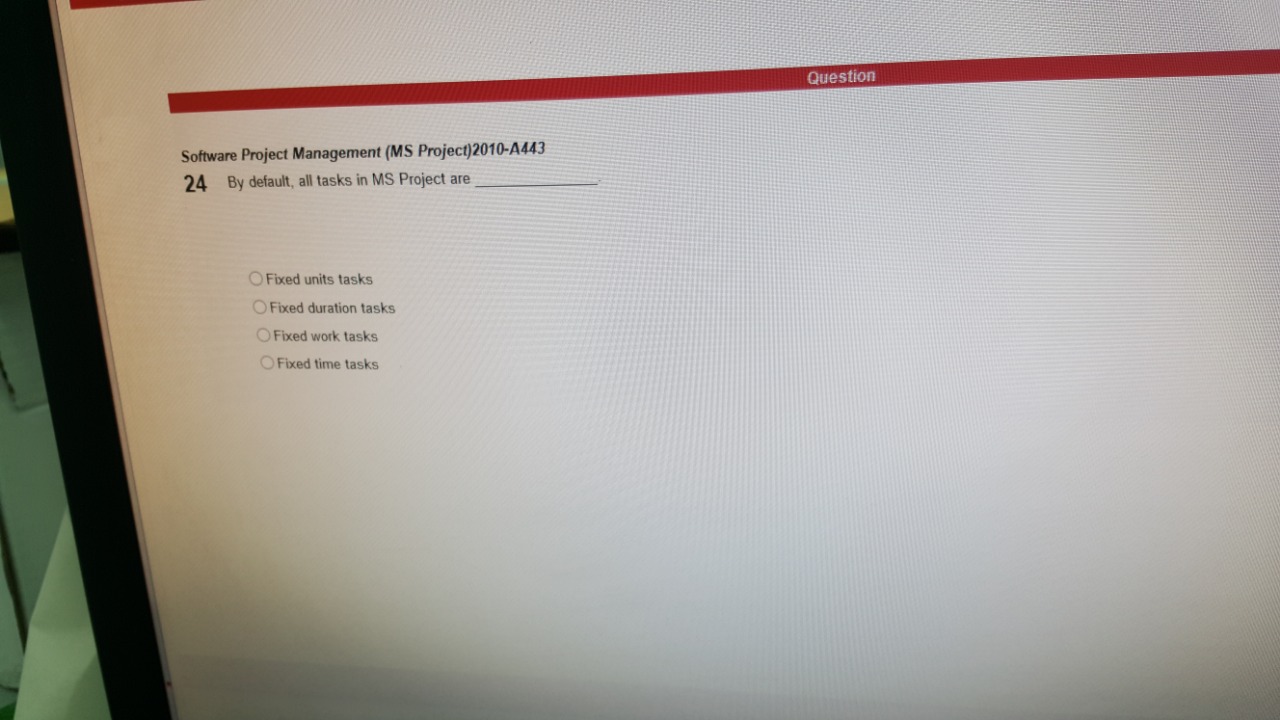 Question
Software Project Management (MS Project)2010-A443
24 By default, all tasks in MS Project are ____________.
Fixed units tasks
Fixed duration tasks
Fixed work tasks
Fixed time tasks